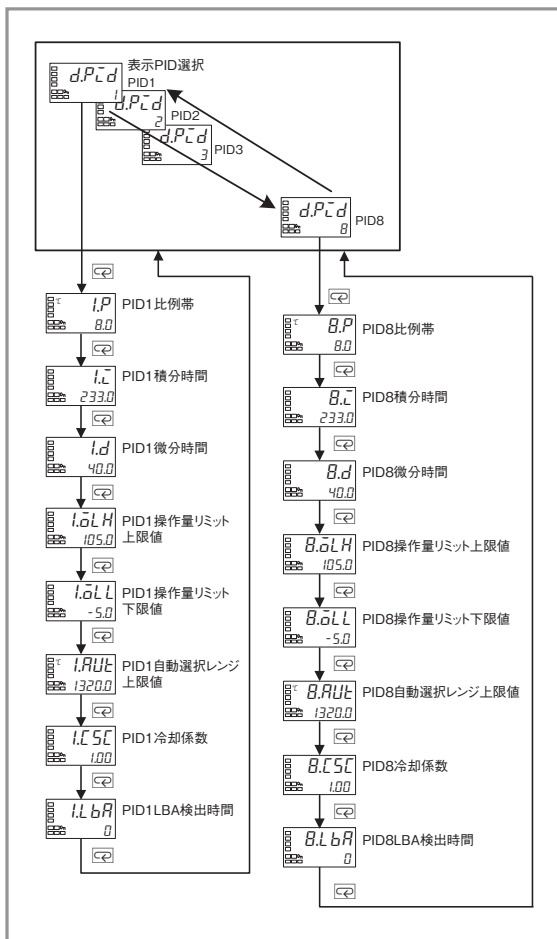 表示PID選択
d.Pid
1
PID1
d.Pid
2
PID2
d.Pid
3
PID3
d.Pid
8
PID8
℃
1.P
8.0
PID1比例帯
1.i
233.0
PID1積分時間
1.d
40.0
PID1微分時間
1.oLH
105.0
PID1操作量リミット
上限値
1.oLL
-5.0
PID1操作量リミット
下限値
℃
1.AUt
1320.0
PID1自動選択レンジ
上限値
1.CSC
1.00
PID1冷却係数
1.LbA
0
PID1LBA検出時間
℃
8.P
8.0
PID8比例帯
8.i
233.0
PID8積分時間
8.d
40.0
PID8微分時間
8.oLH
105.0
PID8操作量リミット上限値
8.oLL
-5.0
PID8操作量リミット下限値
℃
8.AUt
1320.0
PID8自動選択レンジ上限値
8.CSC
1.00
PID8冷却係数
8.LbA
0
PID8LBA検出時間